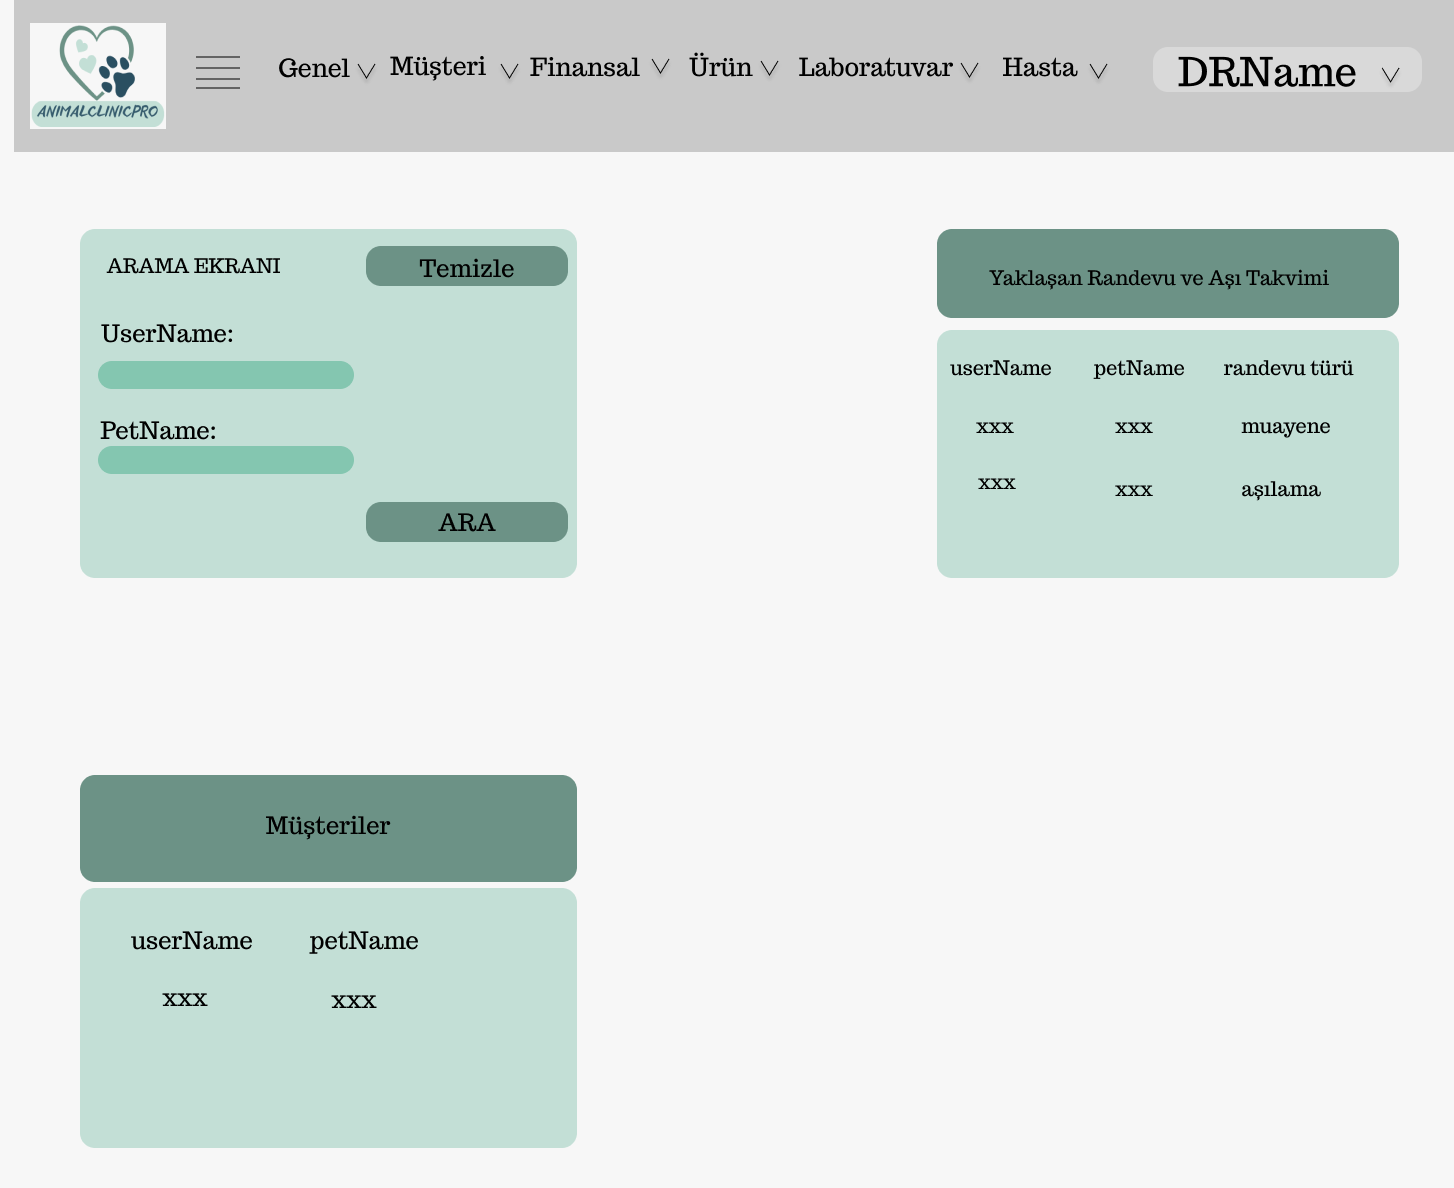 ANIMALCLINICPRO
Genel Müşteri Finansal Ürün Laboratuvar Hasta DRName
ARAMA EKRANI Temizle
UserName:
PetName:
ARA
Yaklaşan Randevu ve Aşı Takvimi
userName petName randevu türü
xxx xxx muayene
xxx xxx aşılama
Müşteriler
userName petName
xxx xxx